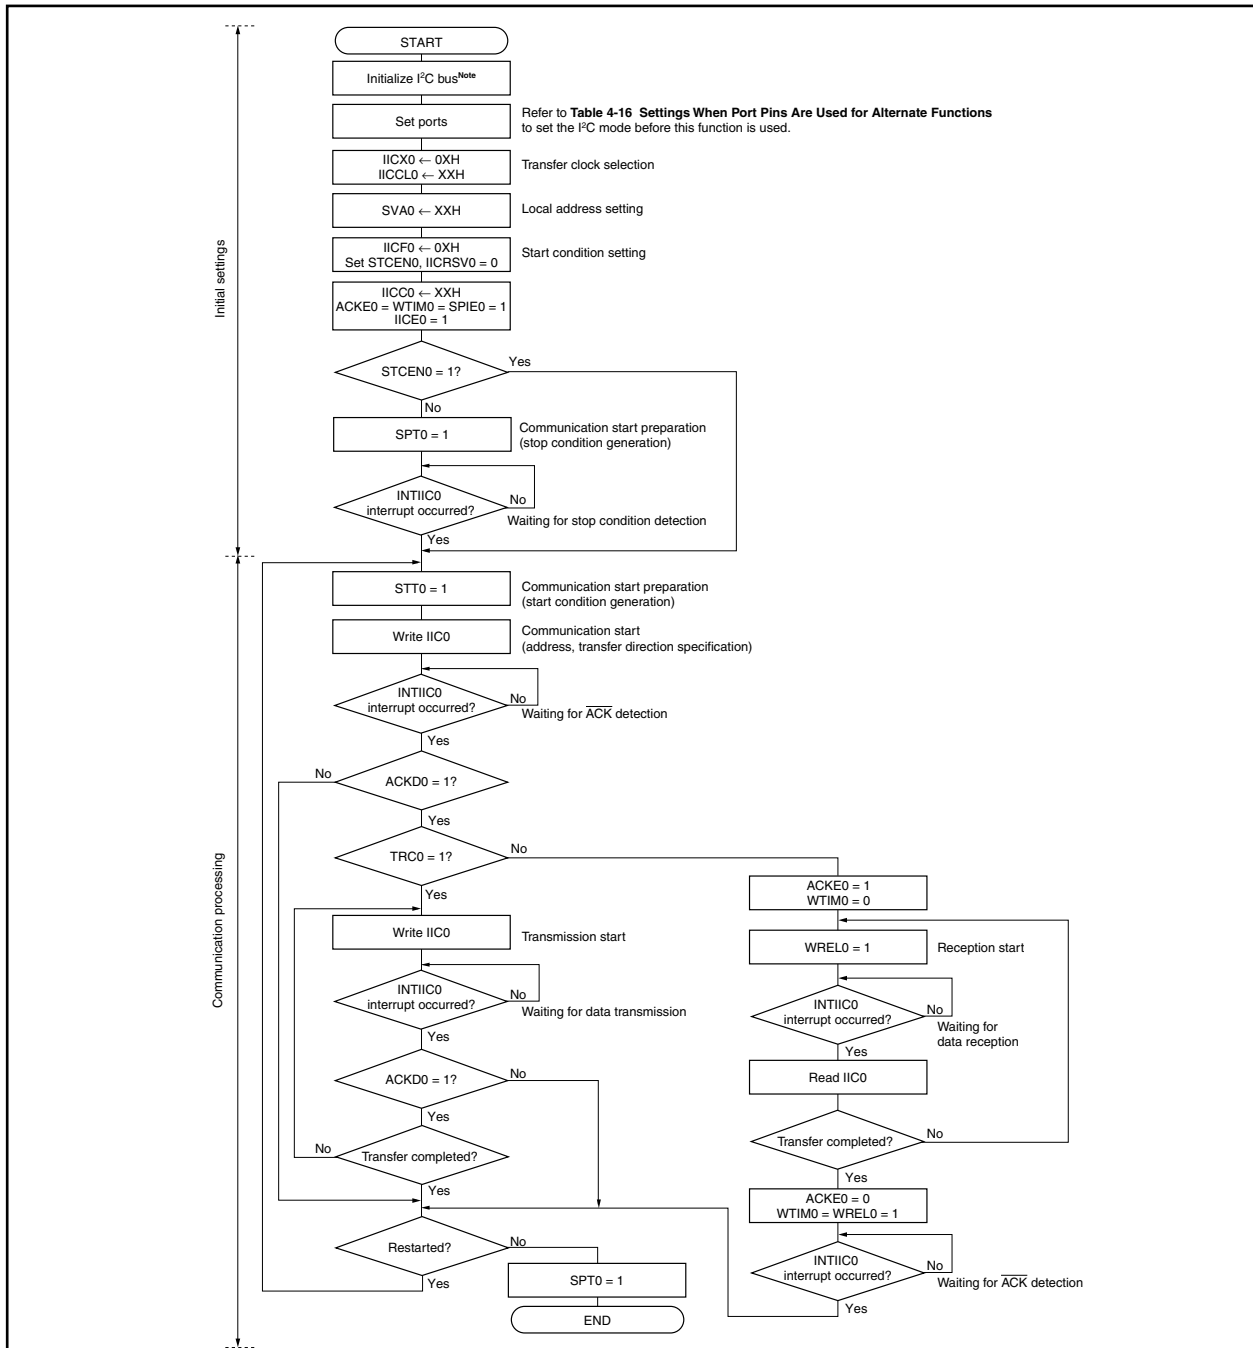 START
Initialize I²C bus^Note
Set ports
Refer to Table 4-16 Settings When Port Pins Are Used for Alternate Functions
to set the I²C mode before this function is used.
IICX0 ← 0XH
IICCL0 ← XXH
Transfer clock selection
SVA0 ← XXH
Local address setting
IICF0 ← 0XH
Set STCEN0, IICRSV0 = 0
Start condition setting
IICC0 ← XXH
ACKE0 = WTIM0 = SPIE0 = 1
IICE0 = 1
Initial settings
STCEN0 = 1?
Yes
No
SPT0 = 1
Communication start preparation
(stop condition generation)
INTIIC0
interrupt occurred?
No
Waiting for stop condition detection
Yes
STT0 = 1
Communication start preparation
(start condition generation)
Write IIC0
Communication start
(address, transfer direction specification)
INTIIC0
interrupt occurred?
No
Waiting for A̅C̅K̅ detection
Yes
No
ACKD0 = 1?
Yes
TRC0 = 1?
No
Yes
Communication processing
Write IIC0
Transmission start
INTIIC0
interrupt occurred?
No
Waiting for data transmission
Yes
ACKD0 = 1?
No
Yes
No
Transfer completed?
Yes
Restarted?
No
Yes
SPT0 = 1
END
ACKE0 = 1
WTIM0 = 0
WREL0 = 1
Reception start
INTIIC0
interrupt occurred?
No
Waiting for
data reception
Yes
Read IIC0
Transfer completed?
No
Yes
ACKE0 = 0
WTIM0 = WREL0 = 1
INTIIC0
interrupt occurred?
No
Waiting for A̅C̅K̅ detection
Yes